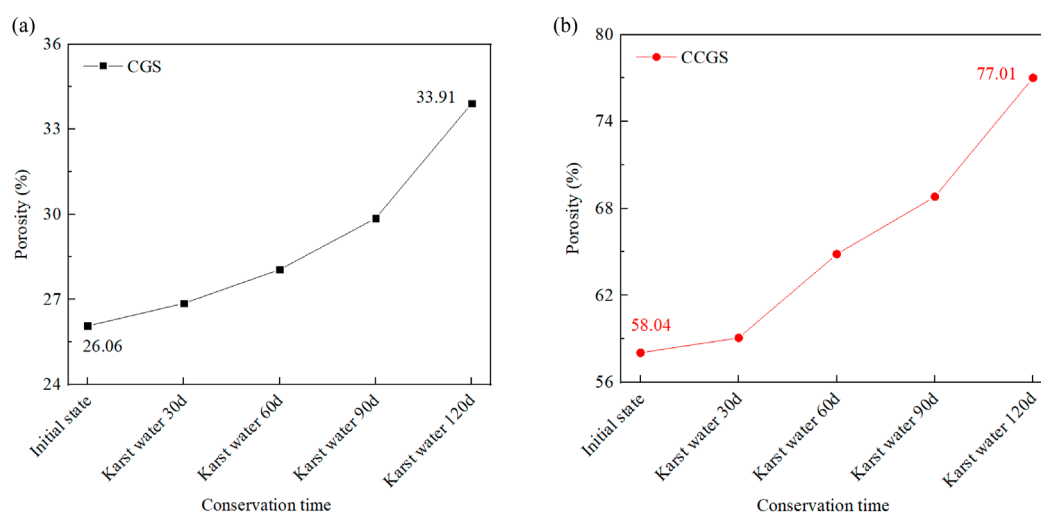 (a)
36
33
30
27
24
Porosity (%)
CGS
26.06
33.91
Initial state
Karst water 30d
Karst water 60d
Karst water 90d
Karst water 120d
Conservation time
(b)
80
74
68
62
56
Porosity (%)
CCGS
58.04
77.01
Initial state
Karst water 30d
Karst water 60d
Karst water 90d
Karst water 120d
Conservation time